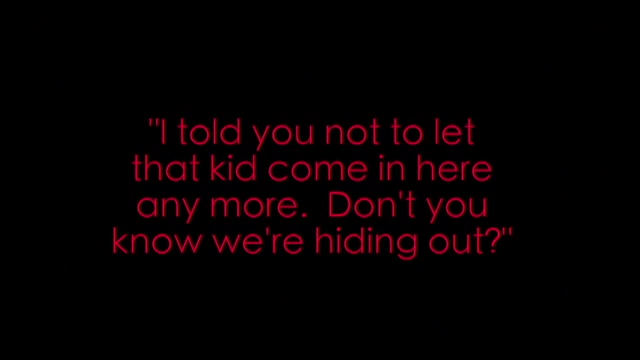 "I told you not to let
that kid come in here
any more.  Don't you
know we're hiding out?"